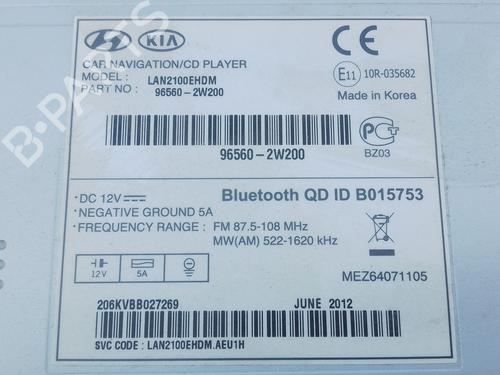 KIA
CE
CAR NAVIGATION/CD PLAYER
MODEL : LAN2100EHDM
PART NO : 96560-2W200
E11 10R-035682
Made in Korea
96560-2W200
BZ03
DC 12V
NEGATIVE GROUND 5A
FREQUENCY RANGE : FM 87.5-108 MHz
MW(AM) 522-1620 kHz
Bluetooth QD ID B015753
12V 5A
MEZ64071105
206KVBB027269 JUNE 2012
SVC CODE : LAN2100EHDM.AEU1H
B-PARTS